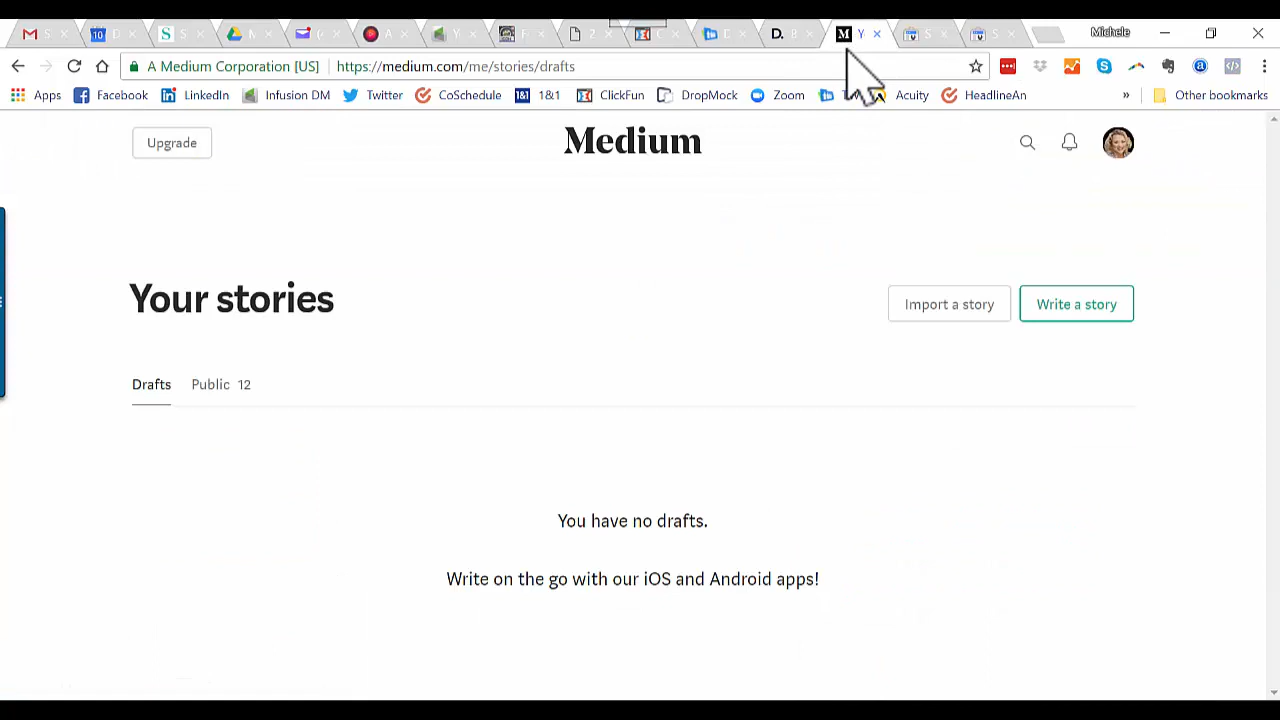 Michele
A Medium Corporation [US] https://medium.com/me/stories/drafts
Apps Facebook LinkedIn Infusion DM Twitter CoSchedule 1&1 ClickFun DropMock Zoom Acuity HeadlineAn » Other bookmarks
Upgrade
Medium
Your stories
Import a story
Write a story
Drafts Public 12
You have no drafts.
Write on the go with our iOS and Android apps!